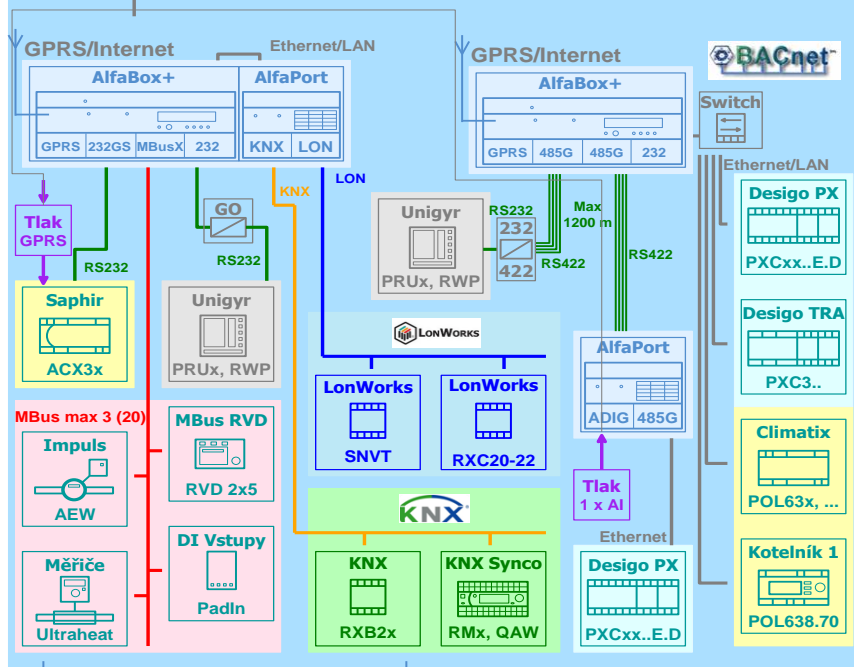 GPRS/Internet
Ethernet/LAN
AlfaBox+
AlfaPort
GPRS
232GS
MBusX
232
KNX
LON
GPRS/Internet
AlfaBox+
GPRS
485G
485G
232
BACnet™
Switch
Ethernet/LAN
KNX
LON
Tlak
GPRS
RS232
GO
RS232
Unigyr
PRUx, RWP
RS232
232
422
Max
1200 m
RS422
RS422
Desigo PX
PXCxx..E.D
Saphir
ACX3x
Unigyr
PRUx, RWP
LonWorks
LonWorks
SNVT
LonWorks
RXC20-22
AlfaPort
ADIG
485G
Desigo TRA
PXC3..
MBus max 3 (20)
Impuls
AEW
MBus RVD
RVD 2x5
Tlak
1 x AI
Climatix
POL63x, ...
KNX®
Ethernet
Měřiče
Ultraheat
DI Vstupy
PadIn
KNX
RXB2x
KNX Synco
RMx, QAW
Desigo PX
PXCxx..E.D
Kotelník 1
POL638.70